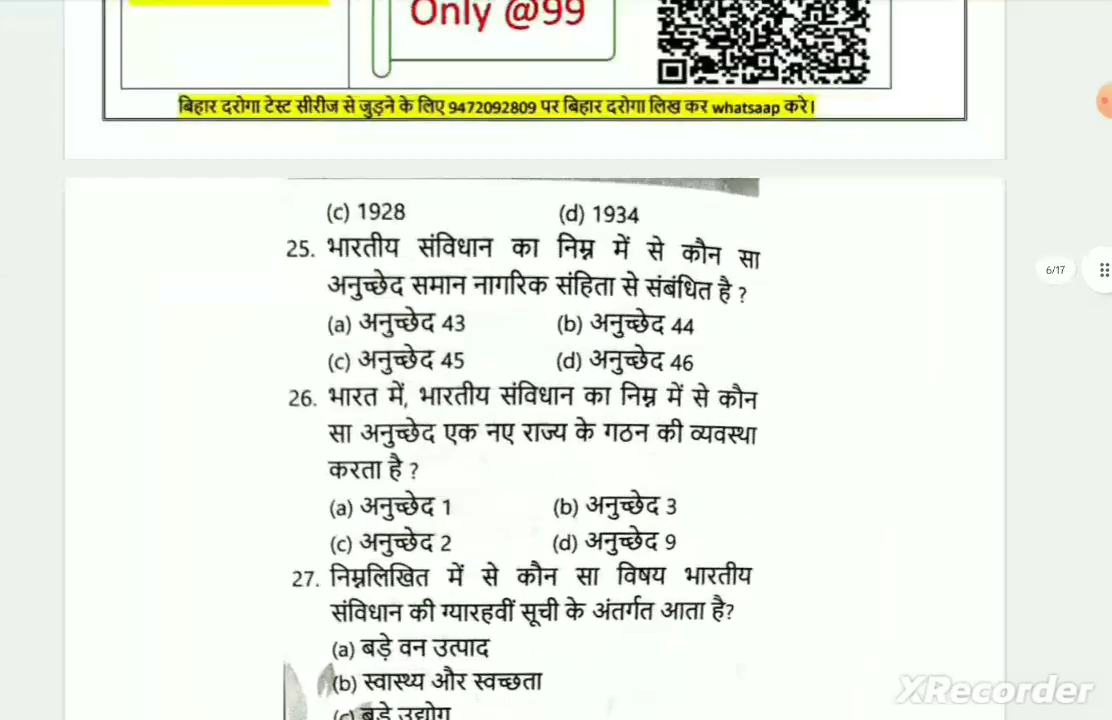 Only @99
बिहार दरोगा टेस्ट सीरीज से जुड़ने के लिए 9472092809 पर बिहार दरोगा लिख कर whatsaap करे।
(c) 1928 (d) 1934
25. भारतीय संविधान का निम्न में से कौन सा
अनुच्छेद समान नागरिक संहिता से संबंधित है ?
(a) अनुच्छेद 43 (b) अनुच्छेद 44
(c) अनुच्छेद 45 (d) अनुच्छेद 46
6/17
26. भारत में, भारतीय संविधान का निम्न में से कौन
सा अनुच्छेद एक नए राज्य के गठन की व्यवस्था
करता है ?
(a) अनुच्छेद 1 (b) अनुच्छेद 3
(c) अनुच्छेद 2 (d) अनुच्छेद 9
27. निम्नलिखित में से कौन सा विषय भारतीय
संविधान की ग्यारहवीं सूची के अंतर्गत आता है?
(a) बड़े वन उत्पाद
(b) स्वास्थ्य और स्वच्छता
(c) बड़े उद्योग
XRecorder